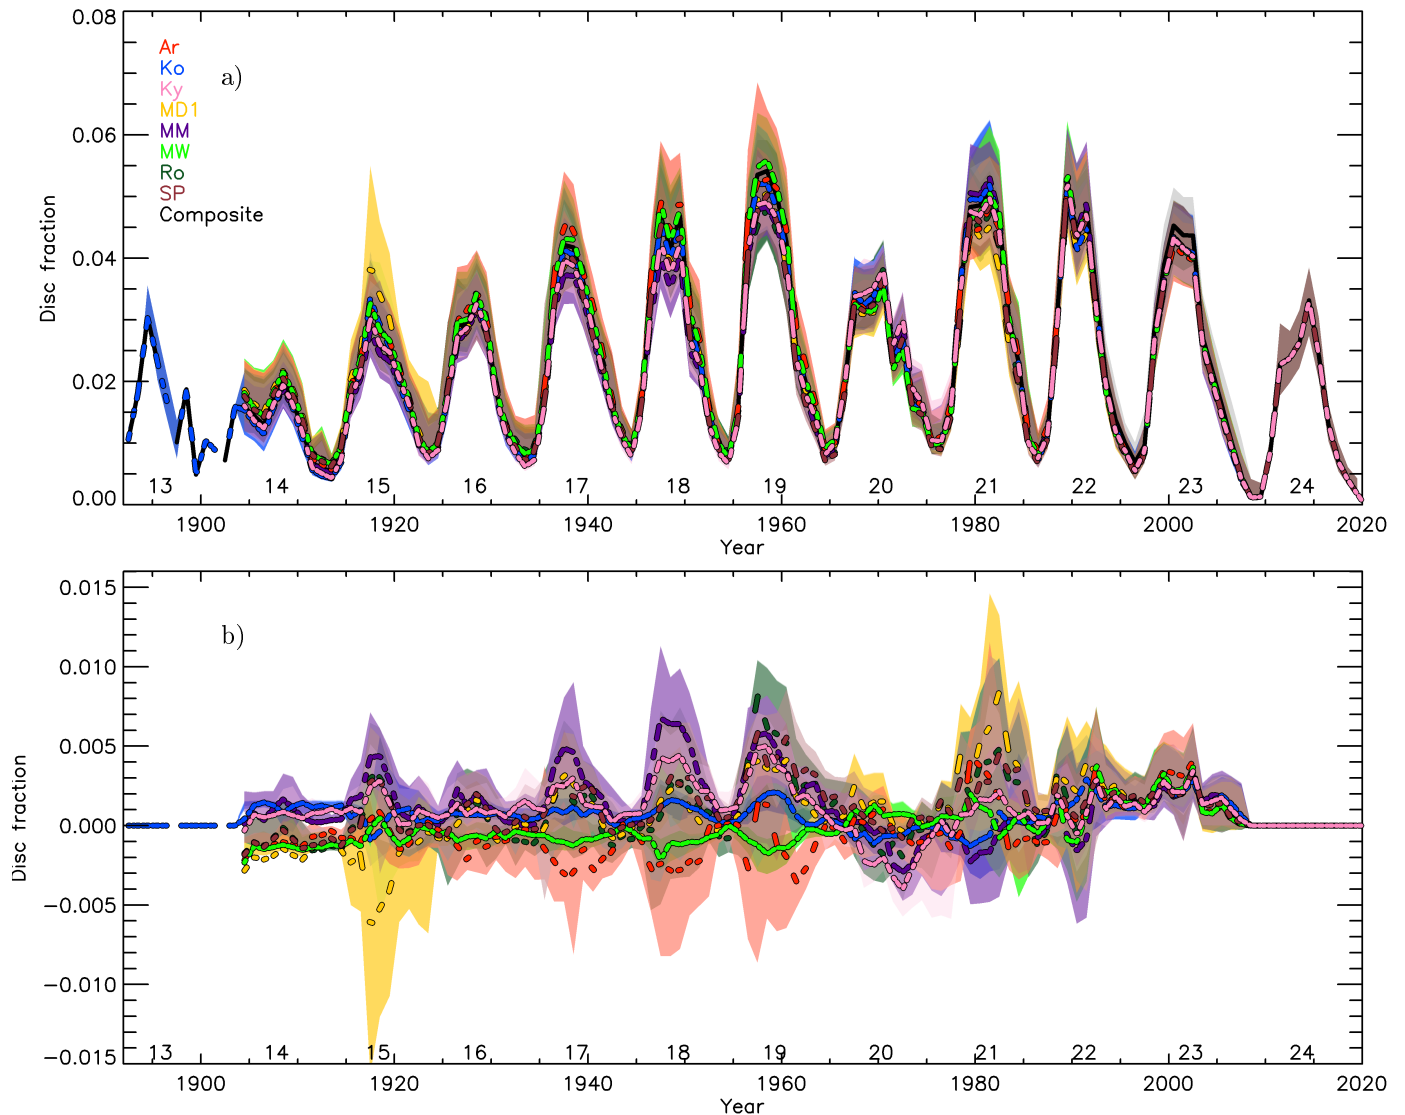 0.08
Ar
Ko
a)
Ky
MD1
MM
MW
Ro
SP
Composite
0.06
0.04
0.02
0.00
Disc fraction
13 14 15 16 17 18 19 20 21 22 23 24
1900 1920 1940 1960 1980 2000 2020
Year
0.015
b)
0.010
0.005
0.000
−0.005
−0.010
−0.015
Disc fraction
13 14 15 16 17 18 19 20 21 22 23 24
1900 1920 1940 1960 1980 2000 2020
Year